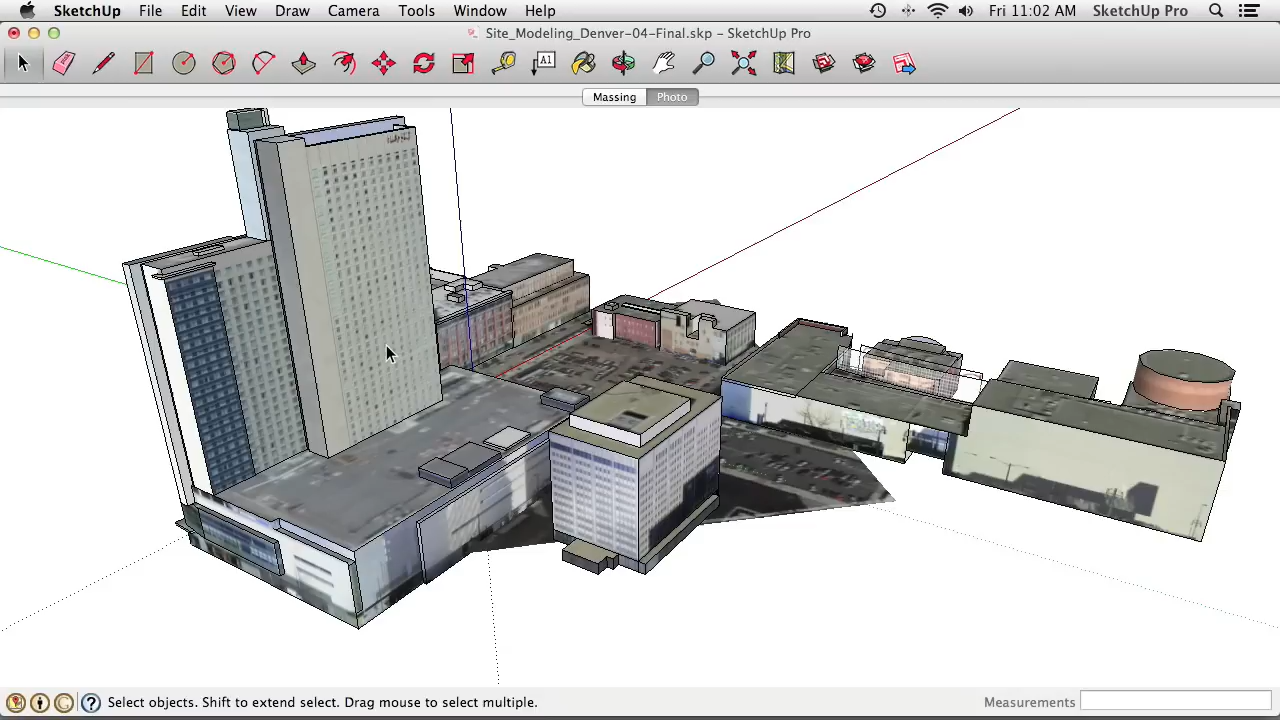 SketchUp File Edit View Draw Camera Tools Window Help Fri 11:02 AM SketchUp Pro
Site_Modeling_Denver-04-Final.skp – SketchUp Pro
A1
Massing Photo
Select objects. Shift to extend select. Drag mouse to select multiple. Measurements